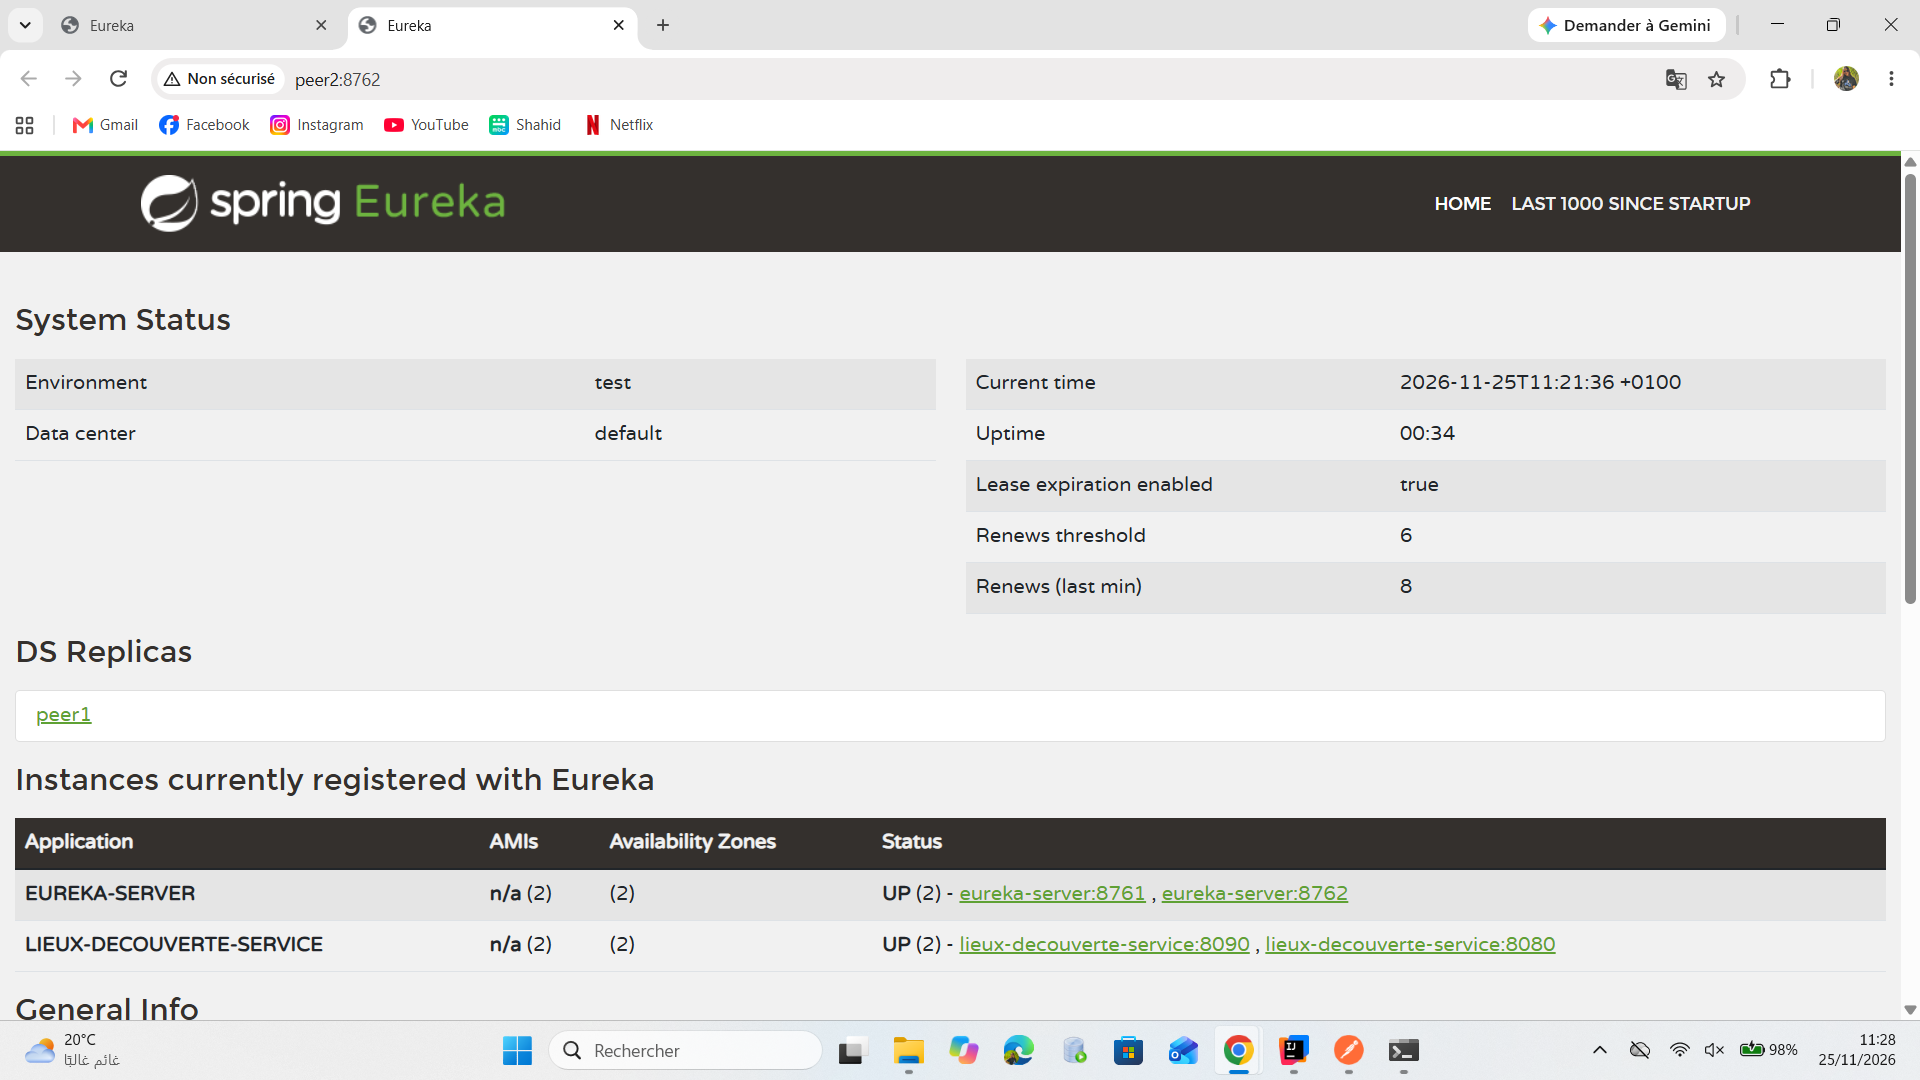 Eureka
Eureka
Demander à Gemini
Non sécurisé peer2:8762
Gmail Facebook Instagram YouTube Shahid Netflix
spring Eureka
HOME LAST 1000 SINCE STARTUP
System Status
Environment test
Data center default
Current time 2026-11-25T11:21:36 +0100
Uptime 00:34
Lease expiration enabled true
Renews threshold 6
Renews (last min) 8
DS Replicas
peer1
Instances currently registered with Eureka
Application AMIs Availability Zones Status
EUREKA-SERVER n/a (2) (2) UP (2) - eureka-server:8761 , eureka-server:8762
LIEUX-DECOUVERTE-SERVICE n/a (2) (2) UP (2) - lieux-decouverte-service:8090 , lieux-decouverte-service:8080
General Info
20°C
غائم غالبًا
Rechercher
98%
11:28
25/11/2026